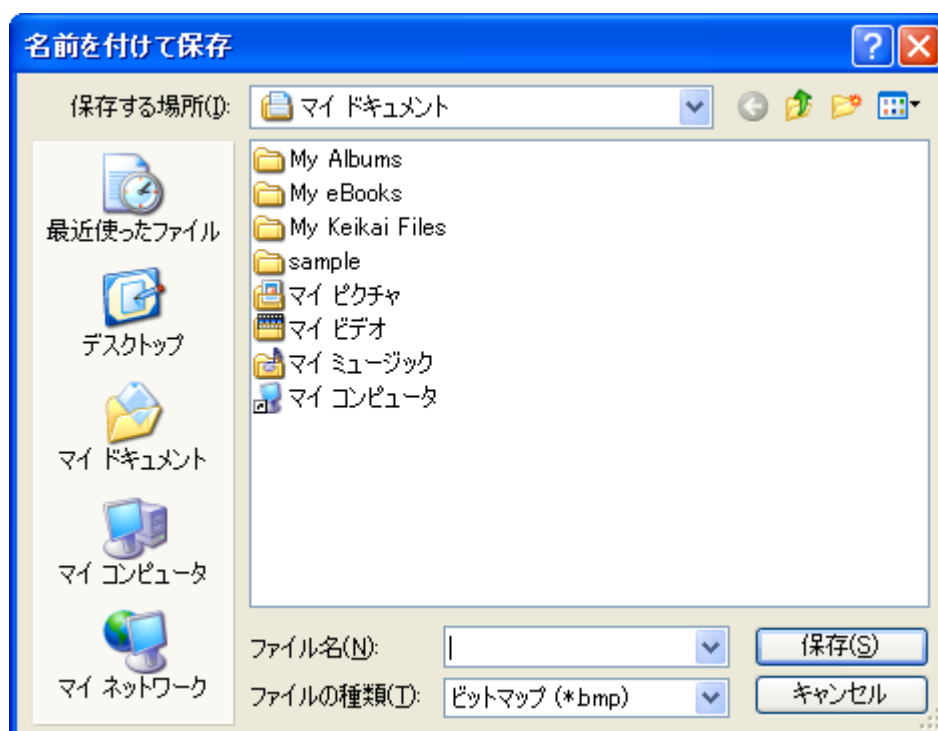 名前を付けて保存
保存する場所(I):
マイ ドキュメント
最近使ったファイル
デスクトップ
マイ ドキュメント
マイ コンピュータ
マイ ネットワーク
My Albums
My eBooks
My Keikai Files
sample
マイ ピクチャ
マイ ビデオ
マイ ミュージック
マイ コンピュータ
ファイル名(N):
保存(S)
ファイルの種類(T):
ビットマップ (*.bmp)
キャンセル